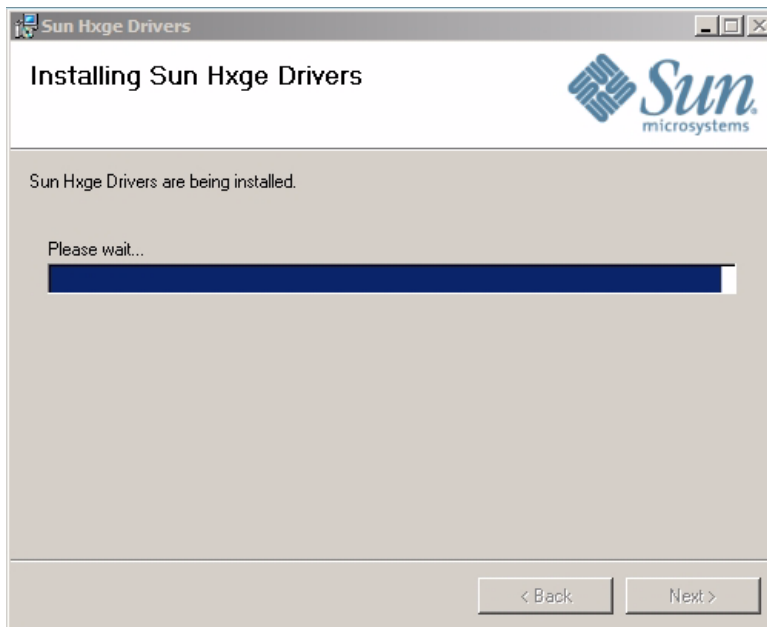 Sun Hxge Drivers
Installing Sun Hxge Drivers
Sun
microsystems
Sun Hxge Drivers are being installed.
Please wait...
< Back
Next >